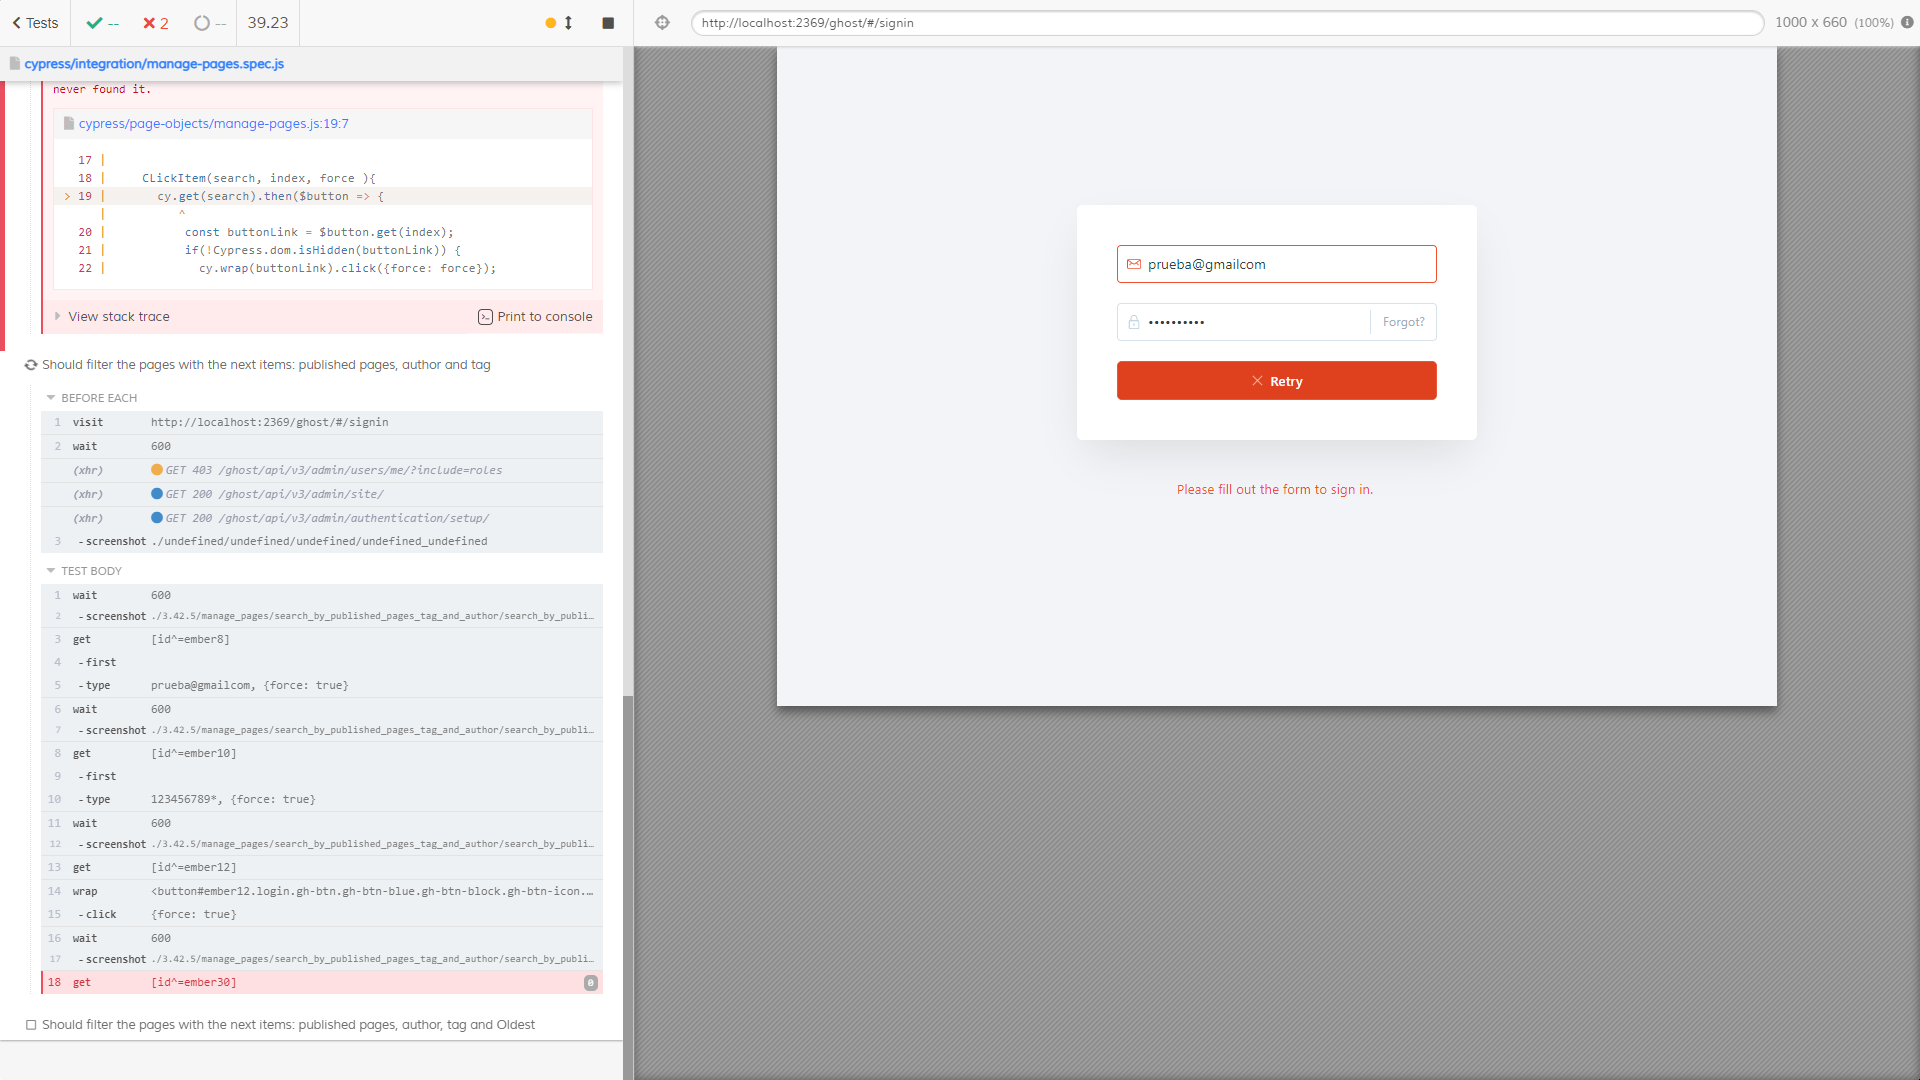 Tests
--
2
--
39.23
http://localhost:2369/ghost/#/signin
1000 x 660 (100%)
cypress/integration/manage-pages.spec.js
never found it.
cypress/page-objects/manage-pages.js:19:7
17 |
18 | CLickItem(search, index, force ){
> 19 | cy.get(search).then($button => {
| ^
20 | const buttonLink = $button.get(index);
21 | if(!Cypress.dom.isHidden(buttonLink)) {
22 | cy.wrap(buttonLink).click({force: force});
View stack trace
Print to console
Should filter the pages with the next items: published pages, author and tag
BEFORE EACH
1 visit http://localhost:2369/ghost/#/signin
2 wait 600
(xhr) GET 403 /ghost/api/v3/admin/users/me/?include=roles
(xhr) GET 200 /ghost/api/v3/admin/site/
(xhr) GET 200 /ghost/api/v3/admin/authentication/setup/
3 -screenshot ./undefined/undefined/undefined/undefined_undefined
TEST BODY
1 wait 600
2 -screenshot ./3.42.5/manage_pages/search_by_published_pages_tag_and_author/search_by_publi…
3 get [id^=ember8]
4 -first
5 -type prueba@gmailcom, {force: true}
6 wait 600
7 -screenshot ./3.42.5/manage_pages/search_by_published_pages_tag_and_author/search_by_publi…
8 get [id^=ember10]
9 -first
10 -type 123456789*, {force: true}
11 wait 600
12 -screenshot ./3.42.5/manage_pages/search_by_published_pages_tag_and_author/search_by_publi…
13 get [id^=ember12]
14 wrap <button#ember12.login.gh-btn.gh-btn-blue.gh-btn-block.gh-btn-icon.…
15 -click {force: true}
16 wait 600
17 -screenshot ./3.42.5/manage_pages/search_by_published_pages_tag_and_author/search_by_publi…
18 get [id^=ember30] 0
Should filter the pages with the next items: published pages, author, tag and Oldest
prueba@gmailcom
•••••••••• Forgot?
Retry
Please fill out the form to sign in.